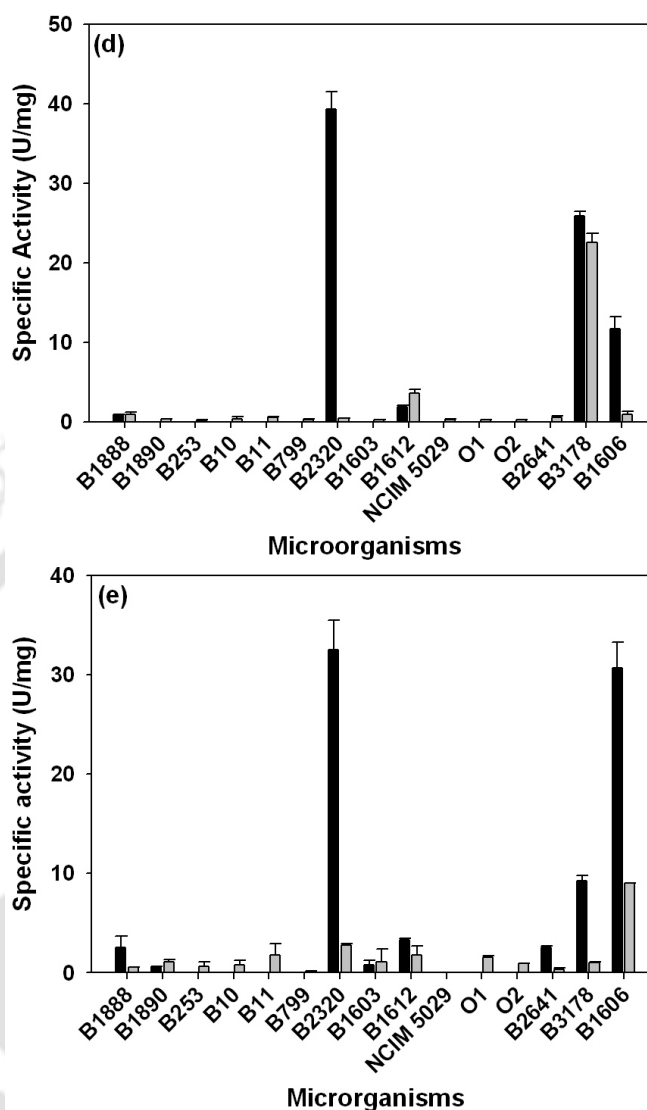 (d)
Specific Activity (U/mg)
50
40
30
20
10
0
B1888
B1890
B253
B10
B11
B799
B2320
B1603
B1612
NCIM 5029
O1
O2
B2641
B3178
B1606
Microorganisms
(e)
Specific activity (U/mg)
40
30
20
10
0
B1888
B1890
B253
B10
B11
B799
B2320
B1603
B1612
NCIM 5029
O1
O2
B2641
B3178
B1606
Microrganisms